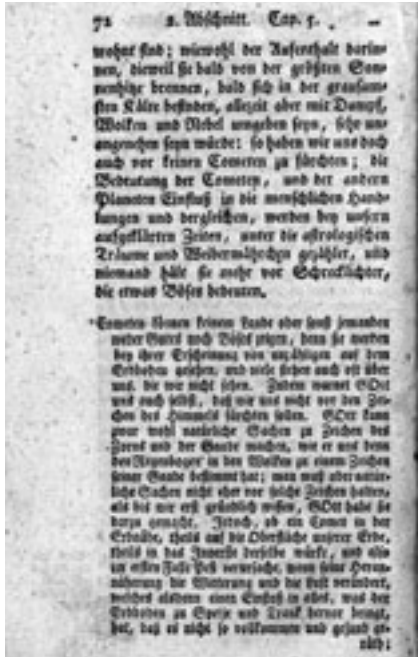 72 2. Abschnitt. Cap. 5.
wohnt sind; wiewohl der Aufenthalt darin-
nen, dieweil sie bald von der größten Son-
nenhitze brennen, bald sich in der grausam-
sten Kälte befinden, allezeit aber mit Dampf,
Wolken und Nebel umgeben seyn, sehr un-
angenehm seyn würde: so haben wir uns doch
auch vor keinen Cometen zu fürchten; die
Bedeutung der Cometen, und der andern
Planeten Einfluß in die menschlichen Hand-
lungen und dergleichen, werden bey unsern
aufgeklärten Zeiten, unter die astrologischen
Träume und Weibermährchen gezählet, und
niemand hält sie mehr vor Schrecklichter,
die etwas Böses bedeuten.
*Cometen können keinem Lande oder sonst jemanden
weder Gutes noch Böses zeigen, denn sie werden
bey ihrer Erscheinung von unzähligen auf dem
Erdboden gesehen, und viele stehen auch oft über
uns, die wir nicht sehen. Zudem warnet GOtt
uns auch selbst, daß wir uns nicht vor den Zei-
chen des Himmels fürchten sollen. GOtt kann
zwar wohl natürliche Sachen zu Zeichen des
Zorns und der Gnade machen, wie er uns denn
den Regenbogen in den Wolken zu einem Zeichen
seiner Gnade bestimmt hat; man muß aber natür-
liche Sachen nicht eher vor solche Zeichen halten,
als bis wir erst gründlich wissen, GOtt habe sie
darzu gemacht. Jedoch, ob ein Comet in der
Erdnähe, theils auf die Oberfläche unserer Erde,
theils in das Innerste derselbe würke, und also
im ersten Falle Pest verursache, wenn seine Heran-
näherung die Witterung und die Luft verändert,
welches alsdenn einen Einfluß in alles, was der
Erdboden zu Speise und Trank hervor bringt,
hat, daß es nicht so vollkommen und gesund ge-
räth;